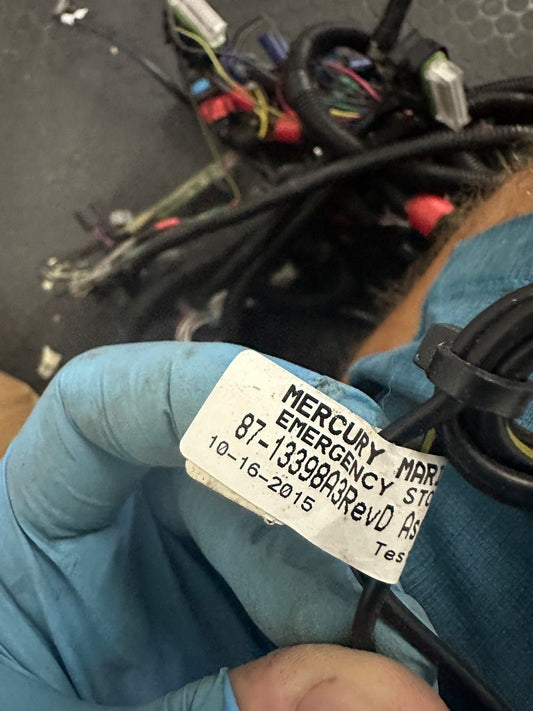 MERCURY MARI
EMERGENCY STO
87-13398A3RevD As
10-16-2015
Tes